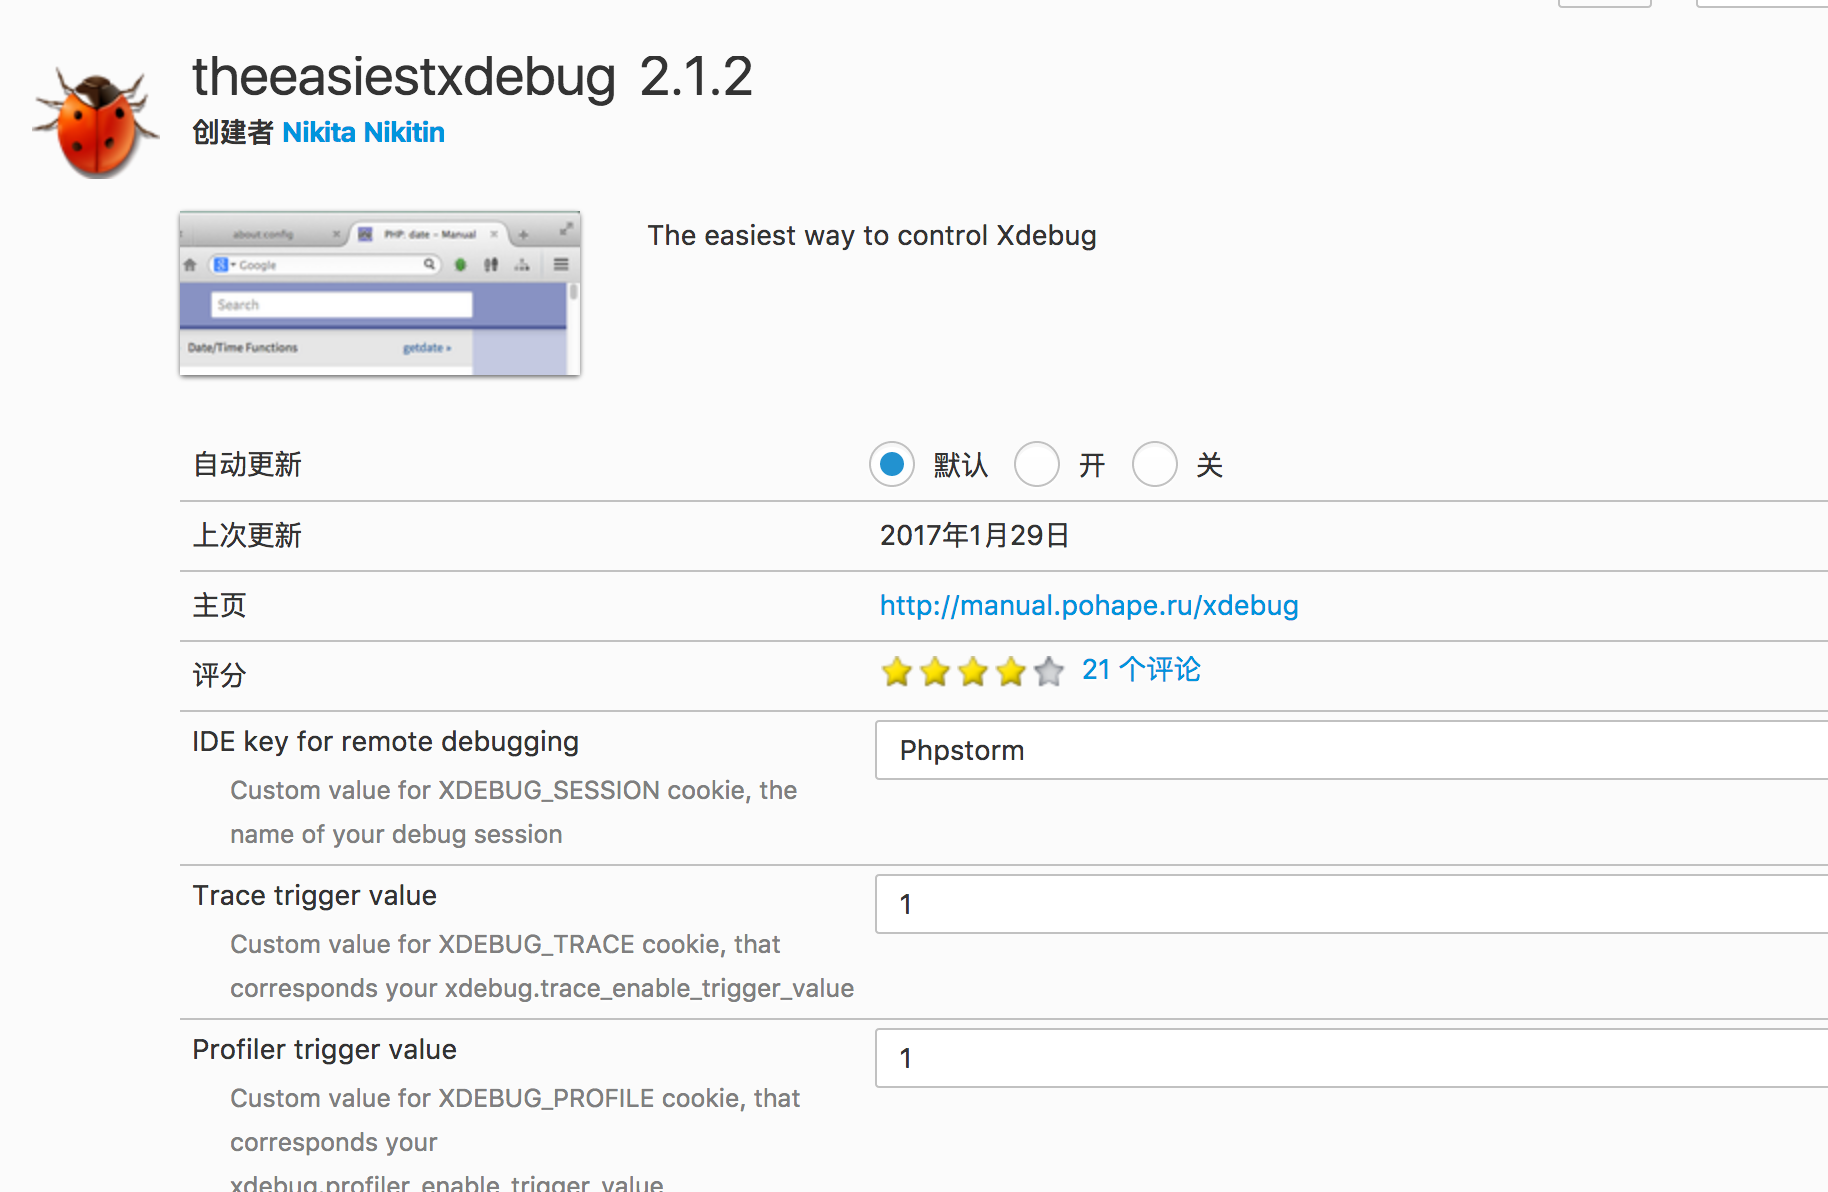 theeasiestxdebug 2.1.2
创建者 Nikita Nikitin
about:config
PHP: date - Manual
Google
Search
Date/Time Functions
getdate »
The easiest way to control Xdebug
自动更新 默认 开 关
上次更新 2017年1月29日
主页 http://manual.pohape.ru/xdebug
评分 21 个评论
IDE key for remote debugging Phpstorm
Custom value for XDEBUG_SESSION cookie, the
name of your debug session
Trace trigger value 1
Custom value for XDEBUG_TRACE cookie, that
corresponds your xdebug.trace_enable_trigger_value
Profiler trigger value 1
Custom value for XDEBUG_PROFILE cookie, that
corresponds your
xdebug.profiler_enable_trigger_value